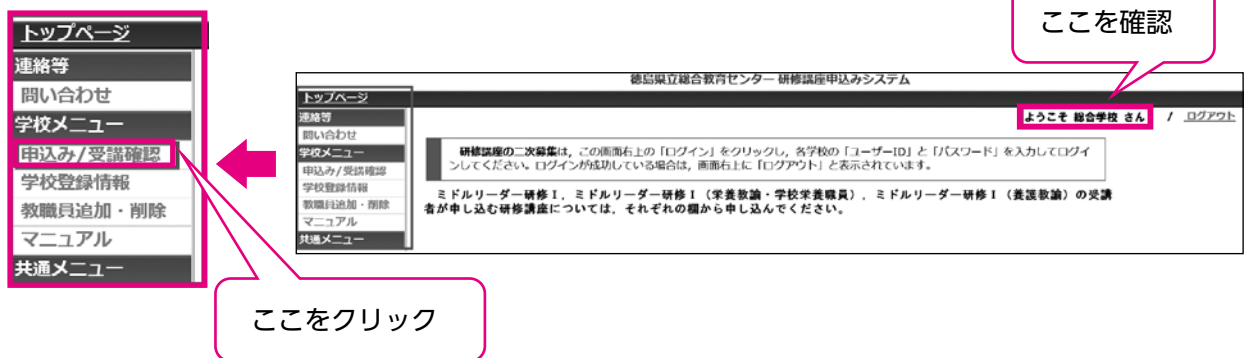 トップページ
連絡等
問い合わせ
学校メニュー
申込み/受講確認
学校登録情報
教職員追加・削除
マニュアル
共通メニュー
ここをクリック
ここを確認
徳島県立総合教育センター 研修講座申込みシステム
トップページ
連絡等
問い合わせ
学校メニュー
申込み/受講確認
学校登録情報
教職員追加・削除
マニュアル
共通メニュー
ようこそ 総合学校 さん / ログアウト
研修講座の二次募集は，この画面右上の「ログイン」をクリックし，各学校の「ユーザーID」と「パスワード」を入力してログイ
ンしてください。ログインが成功している場合は，画面右上に「ログアウト」と表示されています。
ミドルリーダー研修Ⅰ，ミドルリーダー研修Ⅰ（栄養教諭・学校栄養職員），ミドルリーダー研修Ⅰ（養護教諭）の受講
者が申し込む研修講座については，それぞれの欄から申し込んでください。